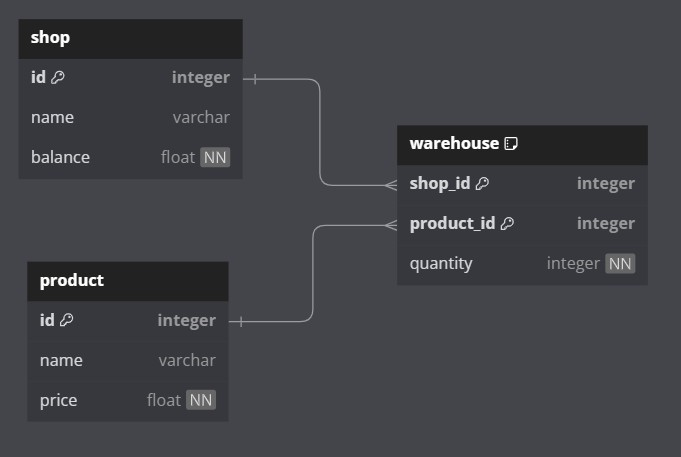 shop
id integer
name varchar
balance float NN
warehouse
shop_id integer
product_id integer
quantity integer NN
product
id integer
name varchar
price float NN